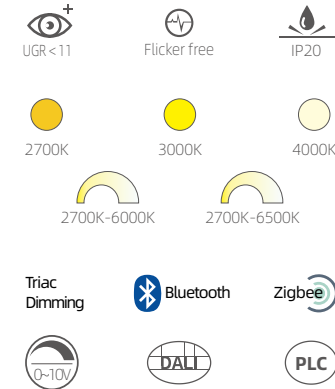 UGR<11
Flicker free
IP20
2700K
3000K
4000K
2700K-6000K
2700K-6500K
Triac
Dimming
Bluetooth
Zigbee
0~10V
DALI
PLC